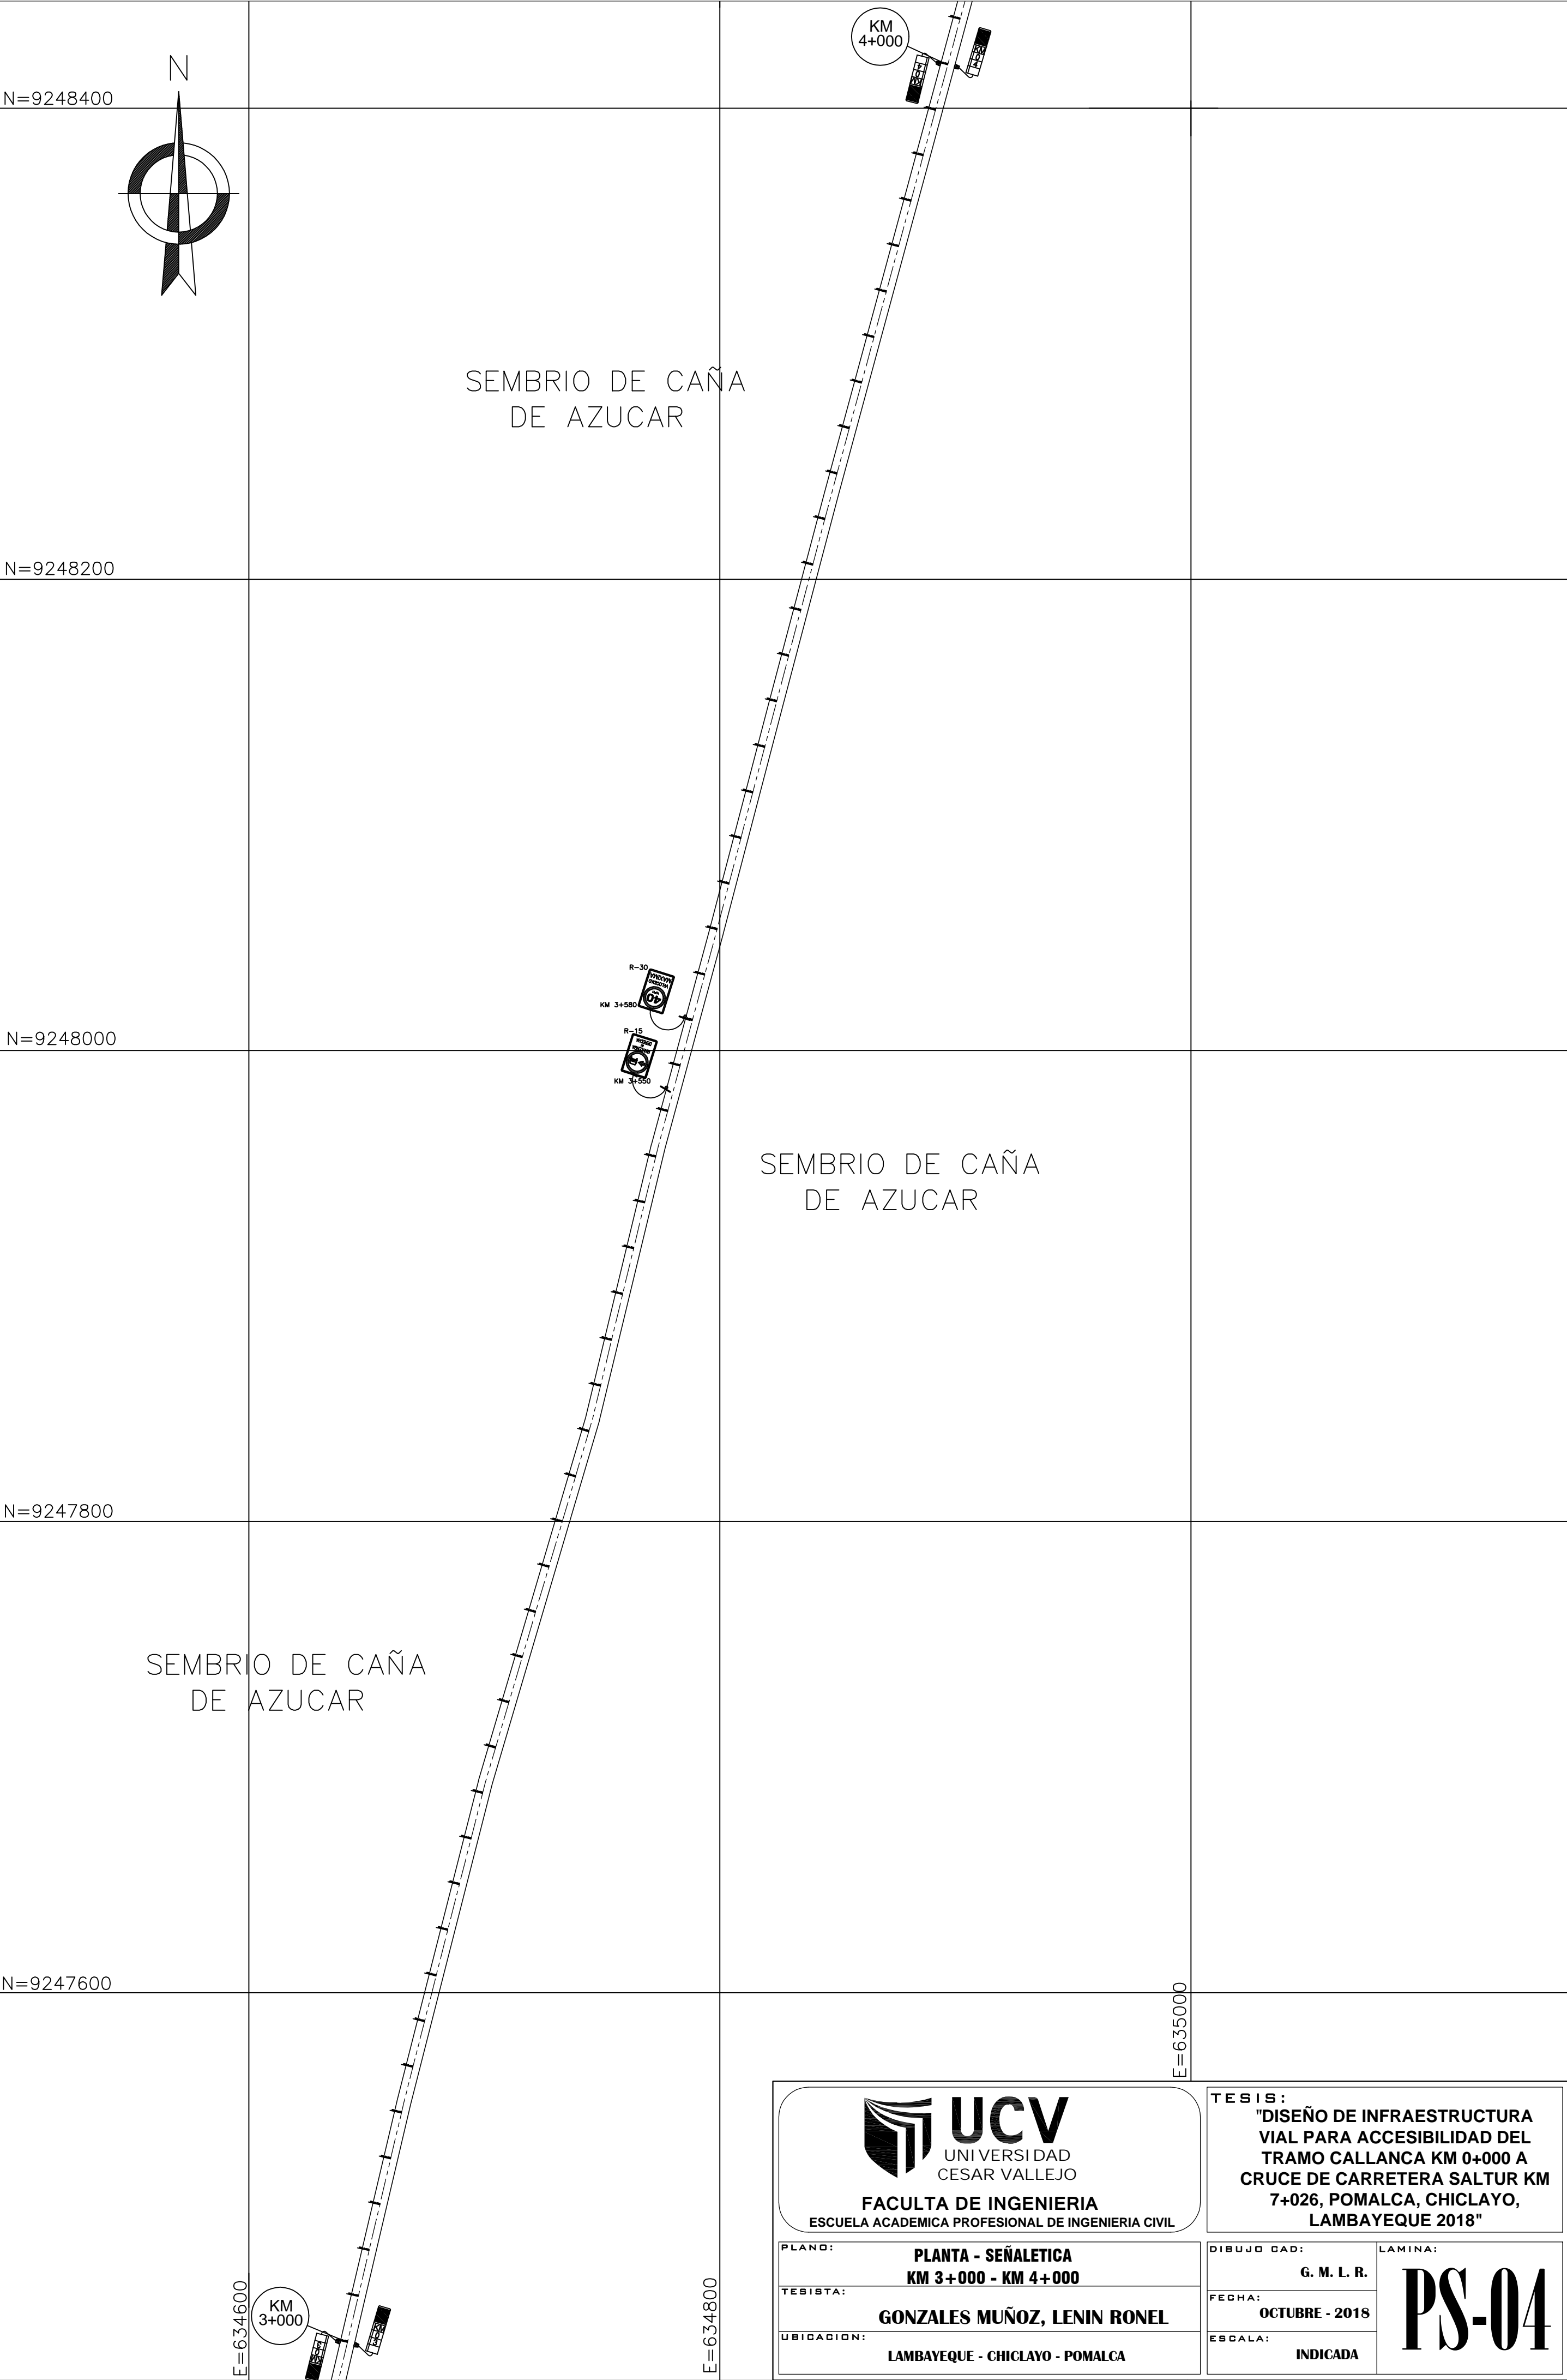 KM
4+000
N
N=9248400
SEMBRIO DE CAÑA
DE AZUCAR
N=9248200
R-30
VELOCIDAD
MAXIMA
40
KM 3+580
N=9248000
R-15
KM 3+550
SEMBRIO DE CAÑA
DE AZUCAR
N=9247800
SEMBRIO DE CAÑA
DE AZUCAR
N=9247600
E=635000
E=634600
E=634800
KM
3+000
UCV
UNIVERSIDAD
CESAR VALLEJO
FACULTA DE INGENIERIA
ESCUELA ACADEMICA PROFESIONAL DE INGENIERIA CIVIL
TESIS:
"DISEÑO DE INFRAESTRUCTURA
VIAL PARA ACCESIBILIDAD DEL
TRAMO CALLANCA KM 0+000 A
CRUCE DE CARRETERA SALTUR KM
7+026, POMALCA, CHICLAYO,
LAMBAYEQUE 2018"
PLANO:
PLANTA - SEÑALETICA
KM 3+000 - KM 4+000
TESISTA:
GONZALES MUÑOZ, LENIN RONEL
UBICACION:
LAMBAYEQUE - CHICLAYO - POMALCA
DIBUJO CAD:
G. M. L. R.
FECHA:
OCTUBRE - 2018
ESCALA:
INDICADA
LAMINA:
PS-04